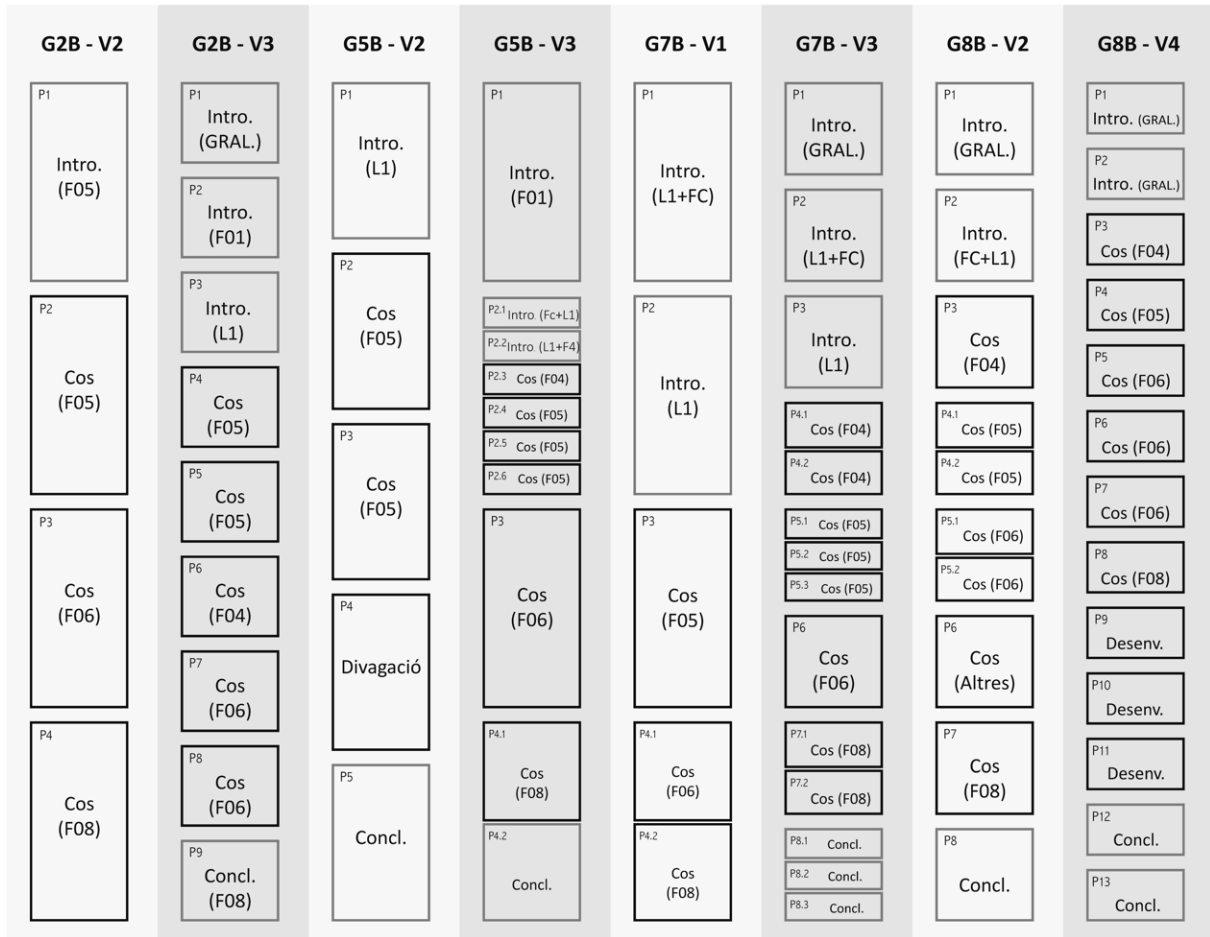 G2B - V2
P1
Intro.
(F05)
P2
Cos
(F05)
P3
Cos
(F06)
P4
Cos
(F08)
G2B - V3
P1
Intro.
(GRAL.)
P2
Intro.
(F01)
P3
Intro.
(L1)
P4
Cos
(F05)
P5
Cos
(F05)
P6
Cos
(F04)
P7
Cos
(F06)
P8
Cos
(F06)
P9
Concl.
(F08)
G5B - V2
P1
Intro.
(L1)
P2
Cos
(F05)
P3
Cos
(F05)
P4
Divagació
P5
Concl.
G5B - V3
P1
Intro.
(F01)
P2.1 Intro. (Fc+L1)
P2.2 Intro. (L1+F4)
P2.3 Cos (F04)
P2.4 Cos (F05)
P2.5 Cos (F05)
P2.6 Cos (F05)
P3
Cos
(F06)
P4.1
Cos
(F08)
P4.2
Concl.
G7B - V1
P1
Intro.
(L1+FC)
P2
Intro.
(L1)
P3
Cos
(F05)
P4.1
Cos
(F06)
P4.2
Cos
(F08)
G7B - V3
P1
Intro.
(GRAL.)
P2
Intro.
(L1+FC)
P3
Intro.
(L1)
P4.1
Cos (F04)
P4.2
Cos (F04)
P5.1 Cos (F05)
P5.2 Cos (F05)
P5.3 Cos (F05)
P6
Cos
(F06)
P7.1
Cos (F08)
P7.2
Cos (F08)
P8.1 Concl.
P8.2 Concl.
P8.3 Concl.
G8B - V2
P1
Intro.
(GRAL.)
P2
Intro.
(FC+L1)
P3
Cos
(F04)
P4.1
Cos (F05)
P4.2
Cos (F05)
P5.1
Cos (F06)
P5.2
Cos (F06)
P6
Cos
(Altres)
P7
Cos
(F08)
P8
Concl.
G8B - V4
P1
Intro. (GRAL.)
P2
Intro. (GRAL.)
P3
Cos (F04)
P4
Cos (F05)
P5
Cos (F06)
P6
Cos (F06)
P7
Cos (F06)
P8
Cos (F08)
P9
Desenv.
P10
Desenv.
P11
Desenv.
P12
Concl.
P13
Concl.